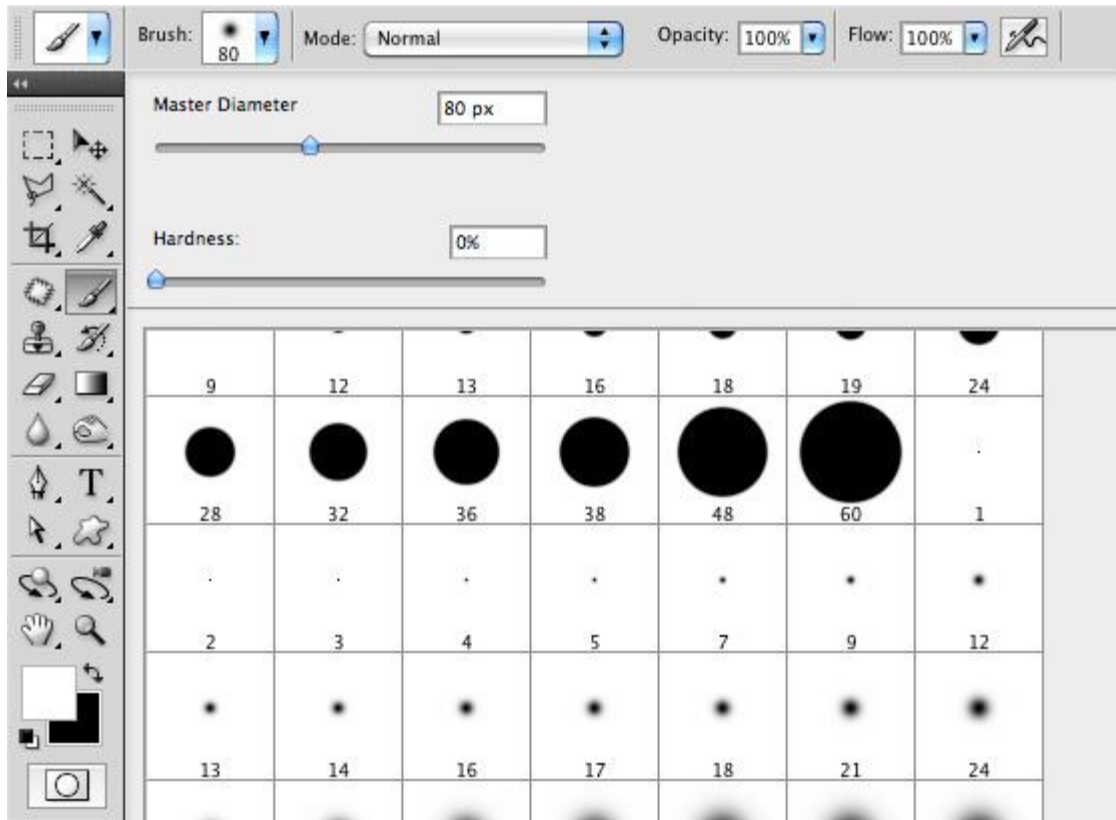 Brush: 80 Mode: Normal Opacity: 100% Flow: 100%
Master Diameter 80 px
Hardness: 0%
9 12 13 16 18 19 24
28 32 36 38 48 60 1
2 3 4 5 7 9 12
T
13 14 16 17 18 21 24